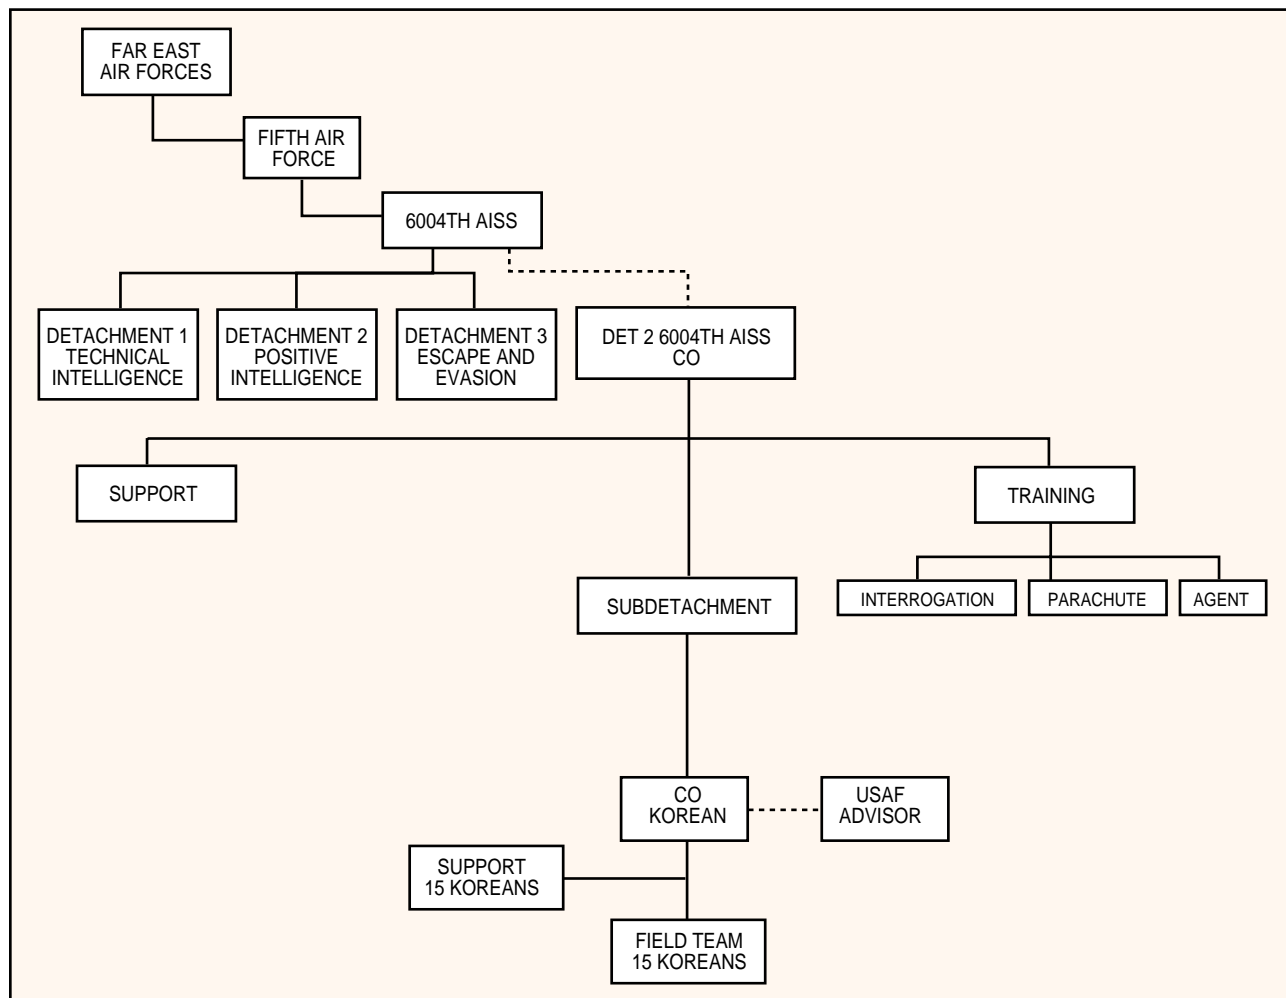 FAR EAST
AIR FORCES
FIFTH AIR
FORCE
6004TH AISS
DETACHMENT 1
TECHNICAL
INTELLIGENCE
DETACHMENT 2
POSITIVE
INTELLIGENCE
DETACHMENT 3
ESCAPE AND
EVASION
DET 2 6004TH AISS
CO
SUPPORT
TRAINING
INTERROGATION
PARACHUTE
AGENT
SUBDETACHMENT
CO
KOREAN
USAF
ADVISOR
SUPPORT
15 KOREANS
FIELD TEAM
15 KOREANS